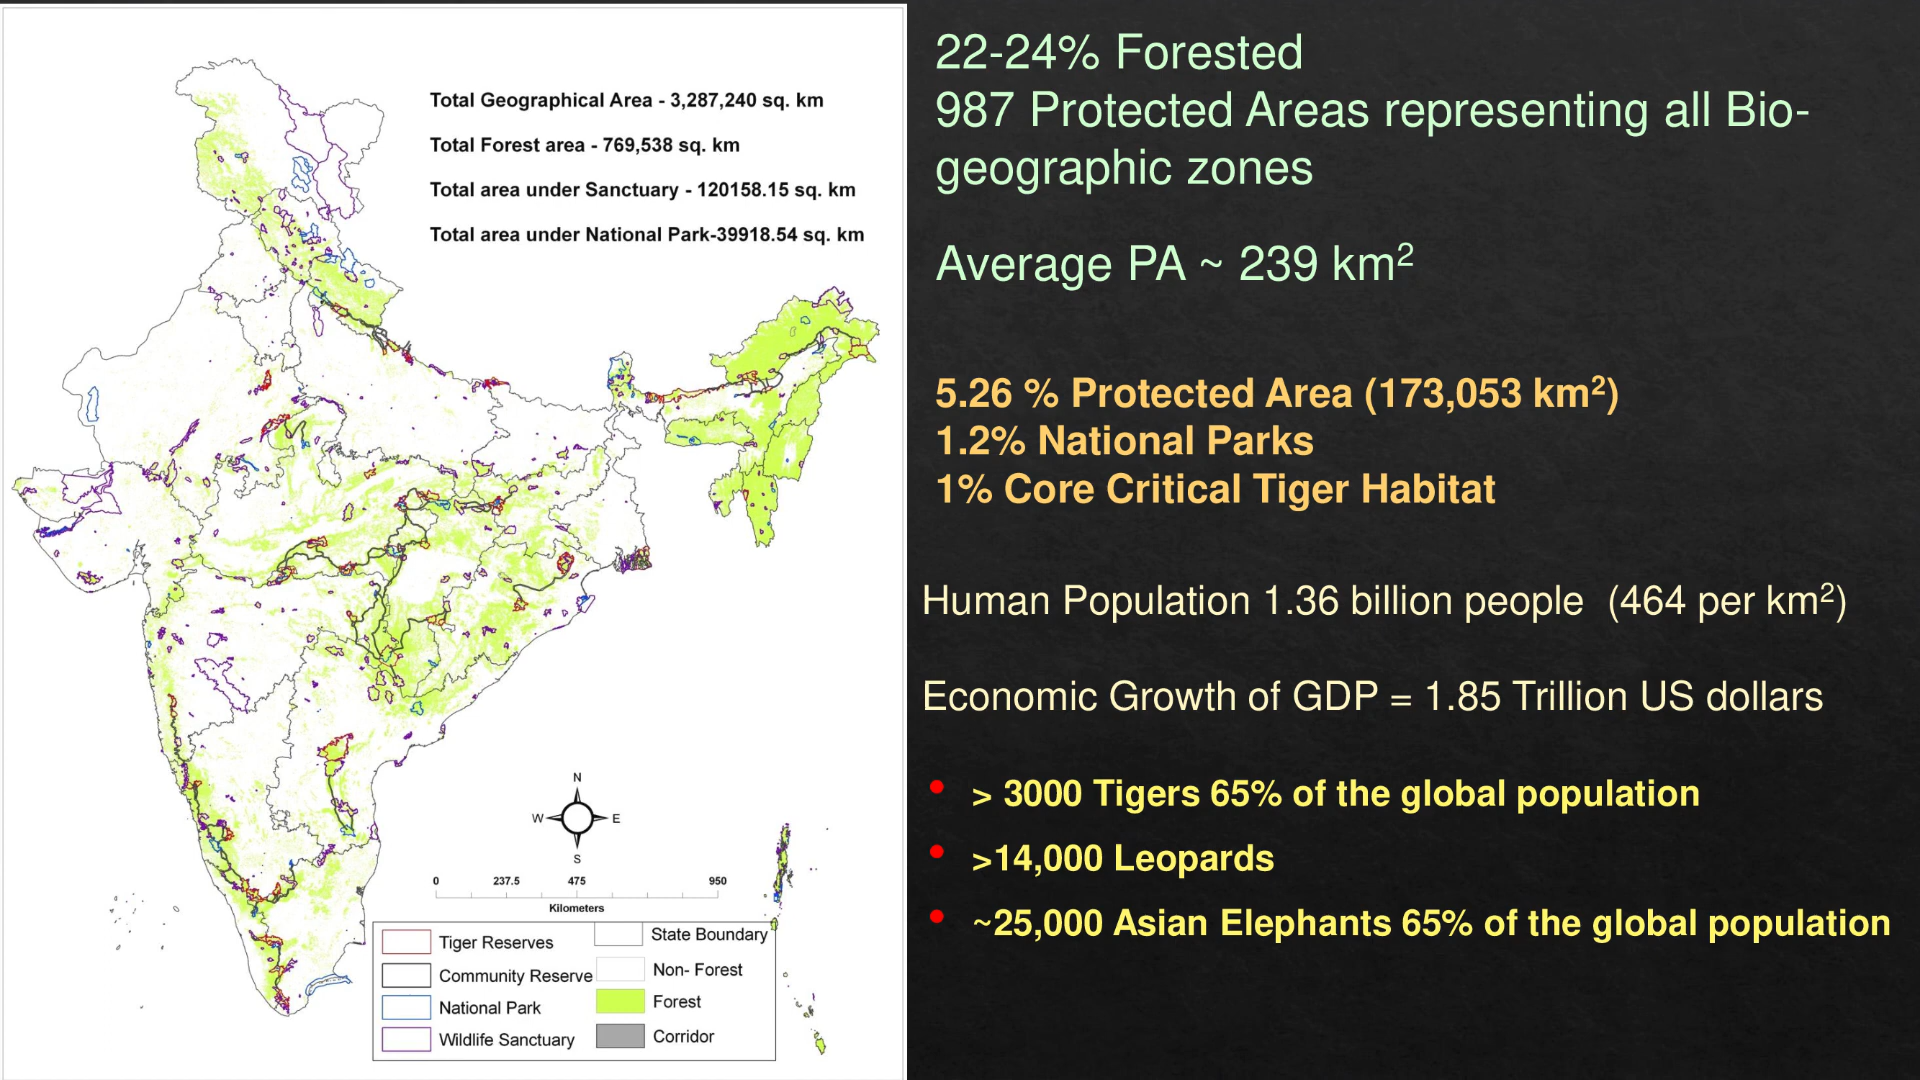 Total Geographical Area - 3,287,240 sq. km
Total Forest area - 769,538 sq. km
Total area under Sanctuary - 120158.15 sq. km
Total area under National Park-39918.54 sq. km
N
W
E
S
0 237.5 475 950
Kilometers
Tiger Reserves
Community Reserve
National Park
Wildlife Sanctuary
State Boundary
Non- Forest
Forest
Corridor
22-24% Forested
987 Protected Areas representing all Bio-
geographic zones
Average PA ~ 239 km²
5.26 % Protected Area (173,053 km²)
1.2% National Parks
1% Core Critical Tiger Habitat
Human Population 1.36 billion people (464 per km²)
Economic Growth of GDP = 1.85 Trillion US dollars
• > 3000 Tigers 65% of the global population
• >14,000 Leopards
• ~25,000 Asian Elephants 65% of the global population